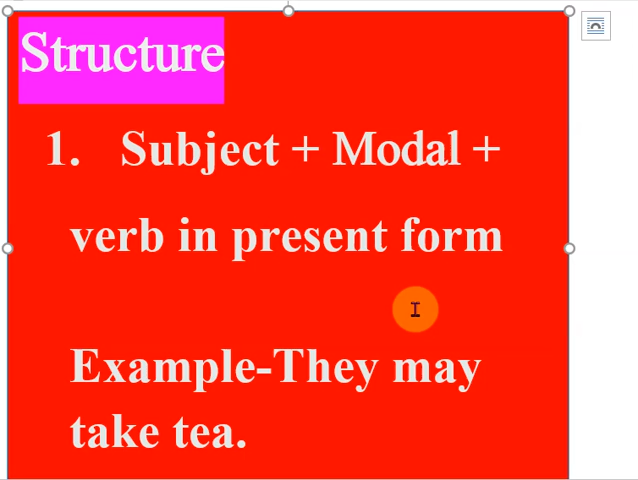 Structure
1. Subject + Modal +
verb in present form
Example-They may
take tea.